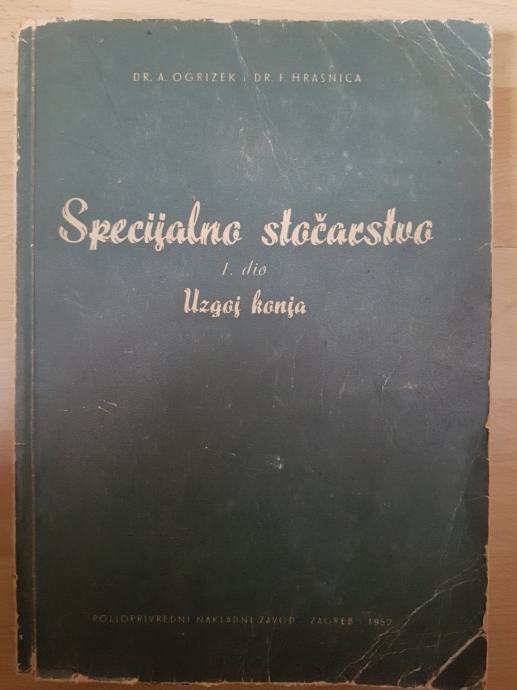 DR. A. OGRIZEK i DR. F. HRASNICA
Specijalno stočarstvo
I. dio
Uzgoj konja
POLJOPRIVREDNI NAKLADNI ZAVOD - ZAGREB - 1952